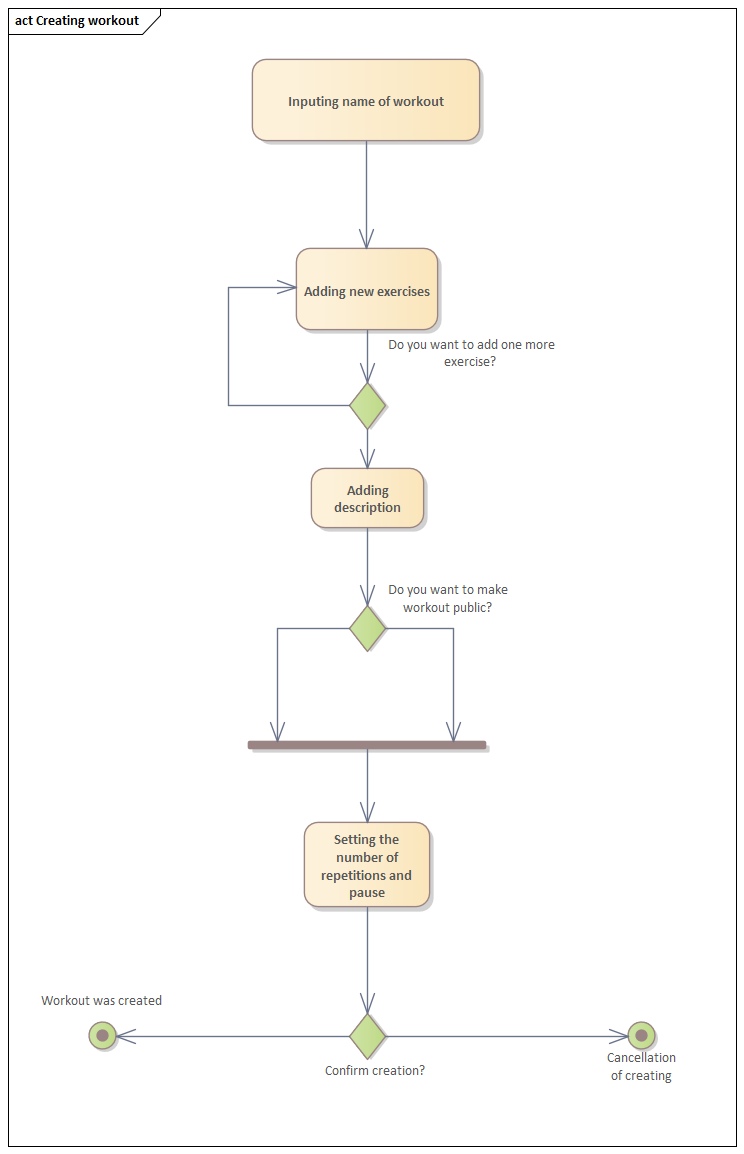 act Creating workout
Inputing name of workout
Adding new exercises
Do you want to add one more
exercise?
Adding
description
Do you want to make
workout public?
Setting the
number of
repetitions and
pause
Workout was created
Confirm creation?
Cancellation
of creating